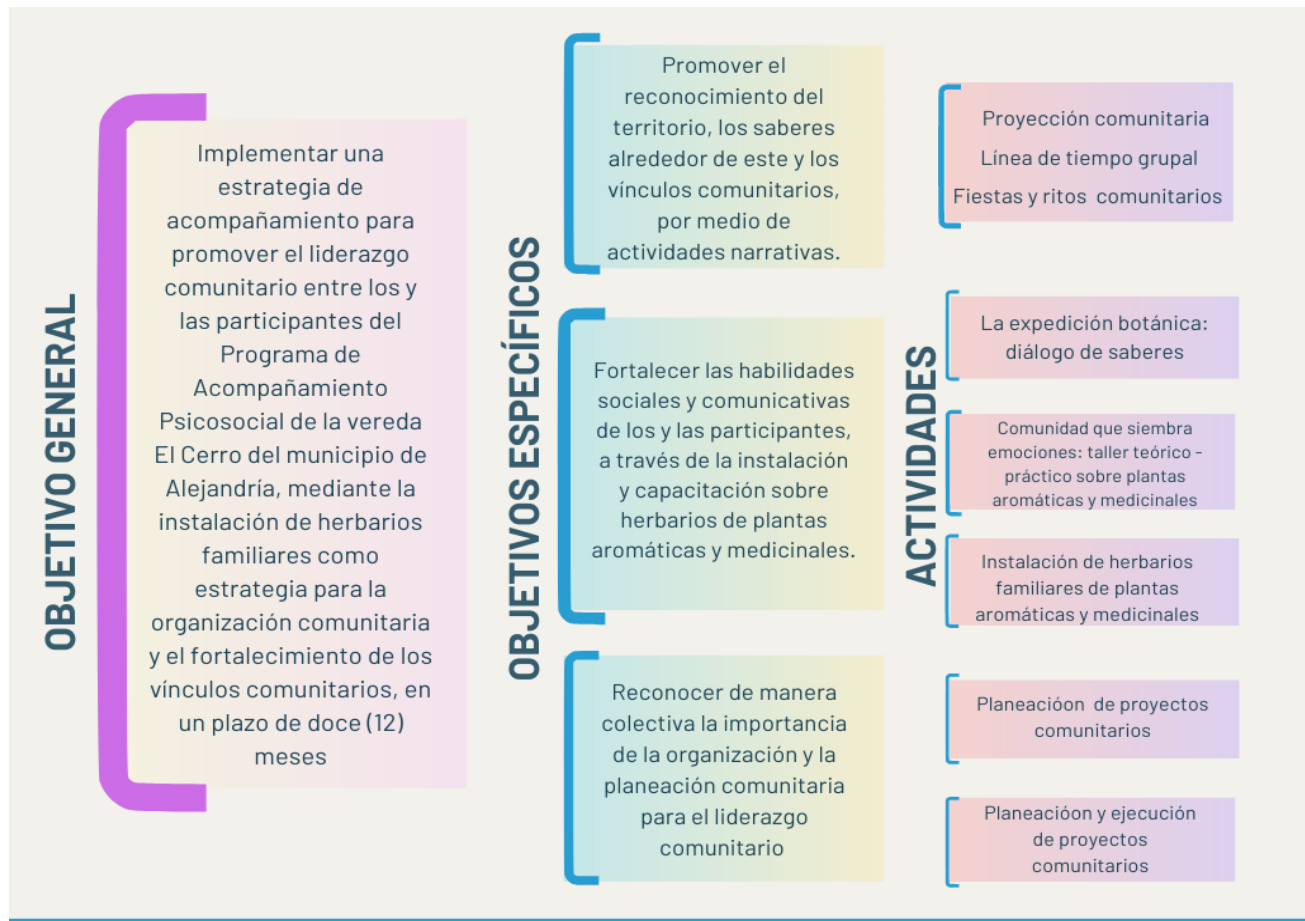 OBJETIVO GENERAL
Implementar una
estrategia de
acompañamiento para
promover el liderazgo
comunitario entre los y
las participantes del
Programa de
Acompañamiento
Psicosocial de la vereda
El Cerro del municipio de
Alejandría, mediante la
instalación de herbarios
familiares como
estrategia para la
organización comunitaria
y el fortalecimiento de los
vínculos comunitarios, en
un plazo de doce (12)
meses
OBJETIVOS ESPECÍFICOS
Promover el
reconocimiento del
territorio, los saberes
alrededor de este y los
vínculos comunitarios,
por medio de
actividades narrativas.
Fortalecer las habilidades
sociales y comunicativas
de los y las participantes,
a través de la instalación
y capacitación sobre
herbarios de plantas
aromáticas y medicinales.
Reconocer de manera
colectiva la importancia
de la organización y la
planeación comunitaria
para el liderazgo
comunitario
ACTIVIDADES
Proyección comunitaria
Línea de tiempo grupal
Fiestas y ritos comunitarios
La expedición botánica:
diálogo de saberes
Comunidad que siembra
emociones: taller teórico -
práctico sobre plantas
aromáticas y medicinales
Instalación de herbarios
familiares de plantas
aromáticas y medicinales
Planeacióon de proyectos
comunitarios
Planeacióon y ejecución
de proyectos
comunitarios